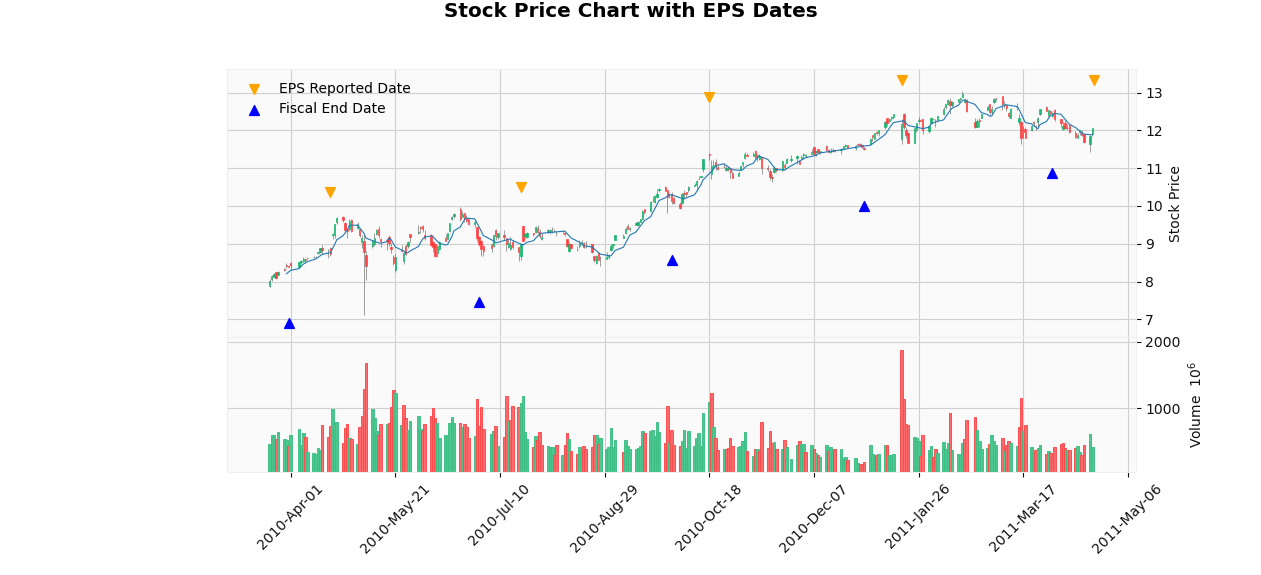 Stock Price Chart with EPS Dates
EPS Reported Date
Fiscal End Date
13
12
11
10
9
8
7
Stock Price
2000
1000
Volume 10^6
2010-Apr-01
2010-May-21
2010-Jul-10
2010-Aug-29
2010-Oct-18
2010-Dec-07
2011-Jan-26
2011-Mar-17
2011-May-06